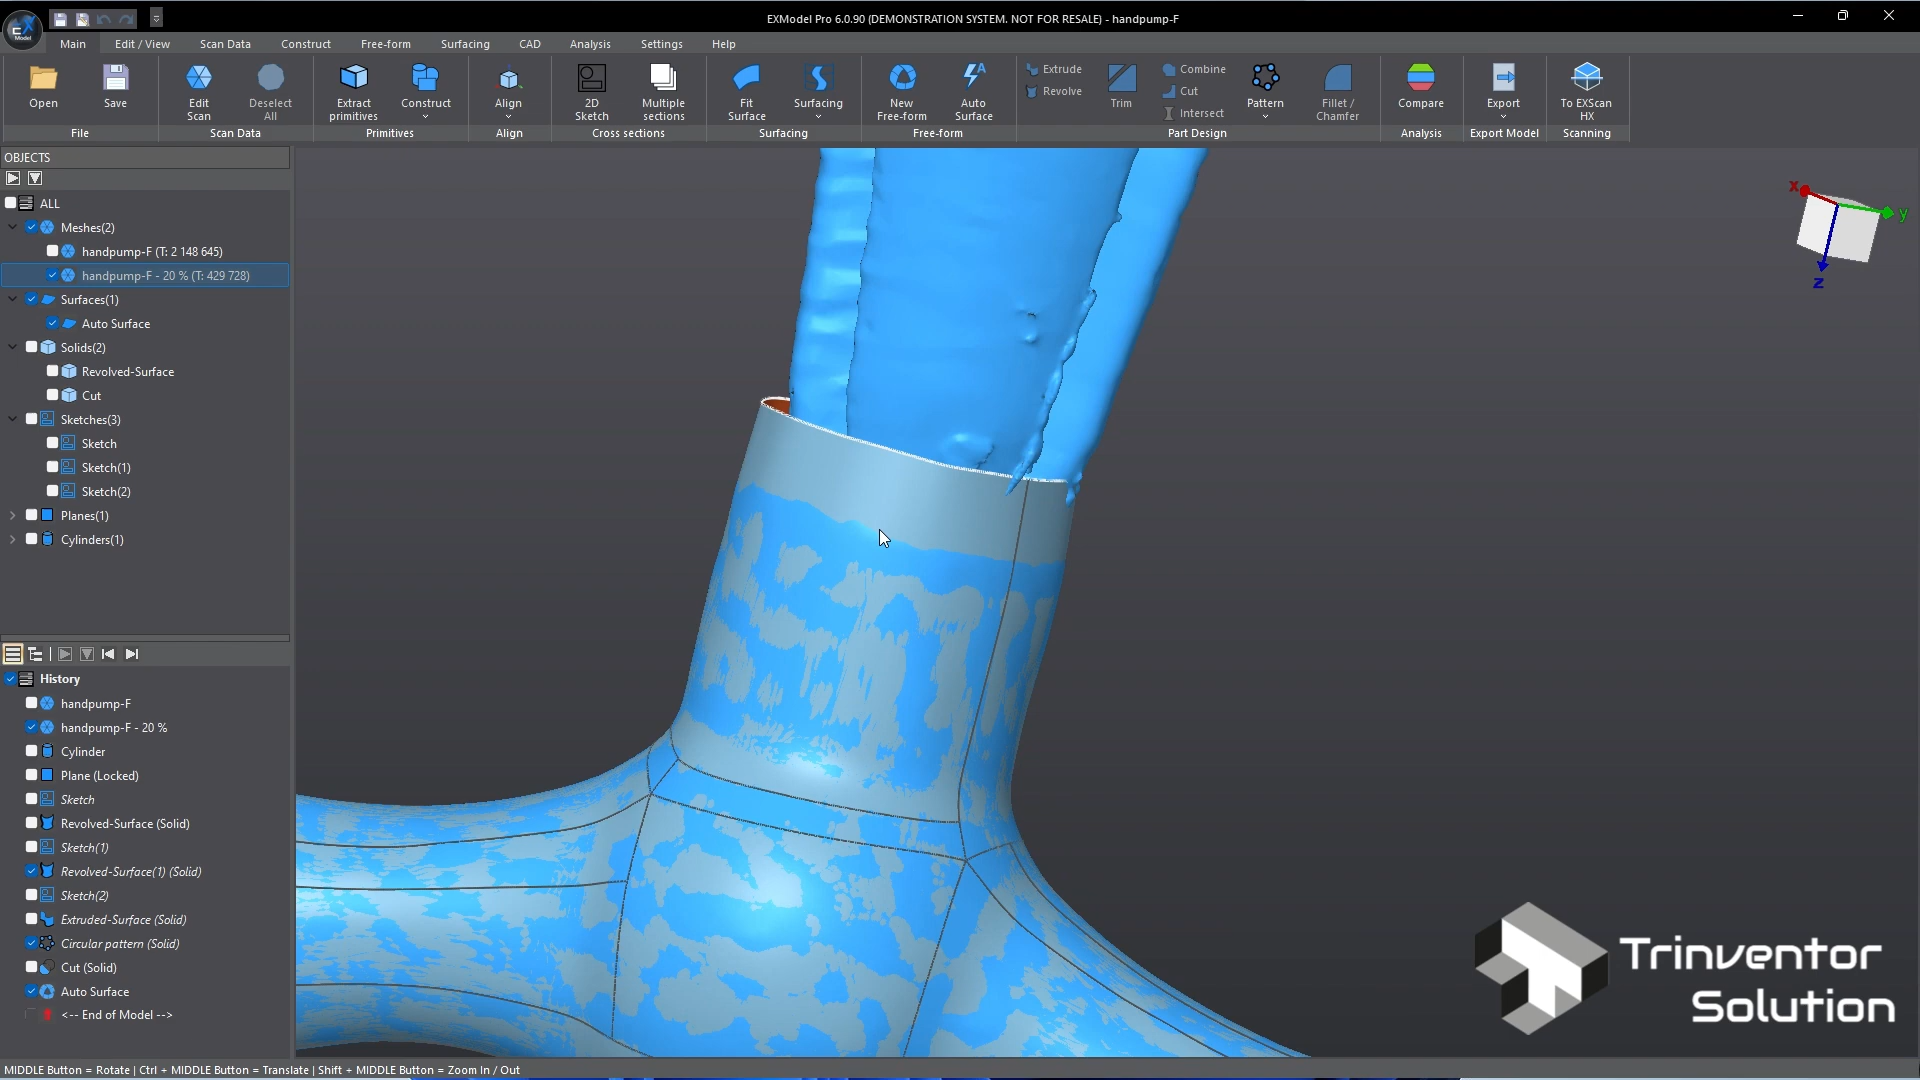 EXModel Pro 6.0.90 (DEMONSTRATION SYSTEM. NOT FOR RESALE) - handpump-F
Main Edit / View Scan Data Construct Free-form Surfacing CAD Analysis Settings Help
Open Save
File
Edit Scan Deselect All
Scan Data
Extract primitives Construct
Primitives
Align
Align
2D Sketch Multiple sections
Cross sections
Fit Surface Surfacing
Surfacing
New Free-form Auto Surface
Free-form
Extrude Revolve Trim Combine Cut Intersect Pattern Fillet / Chamfer
Part Design
Compare
Analysis
Export
Export Model
To EXScan HX
Scanning
OBJECTS
ALL
Meshes(2)
handpump-F (T: 2 148 645)
handpump-F - 20 % (T: 429 728)
Surfaces(1)
Auto Surface
Solids(2)
Revolved-Surface
Cut
Sketches(3)
Sketch
Sketch(1)
Sketch(2)
Planes(1)
Cylinders(1)
History
handpump-F
handpump-F - 20 %
Cylinder
Plane (Locked)
Sketch
Revolved-Surface (Solid)
Sketch(1)
Revolved-Surface(1) (Solid)
Sketch(2)
Extruded-Surface (Solid)
Circular pattern (Solid)
Cut (Solid)
Auto Surface
<-- End of Model -->
x
y
z
Trinventor
Solution
MIDDLE Button = Rotate | Ctrl + MIDDLE Button = Translate | Shift + MIDDLE Button = Zoom In / Out